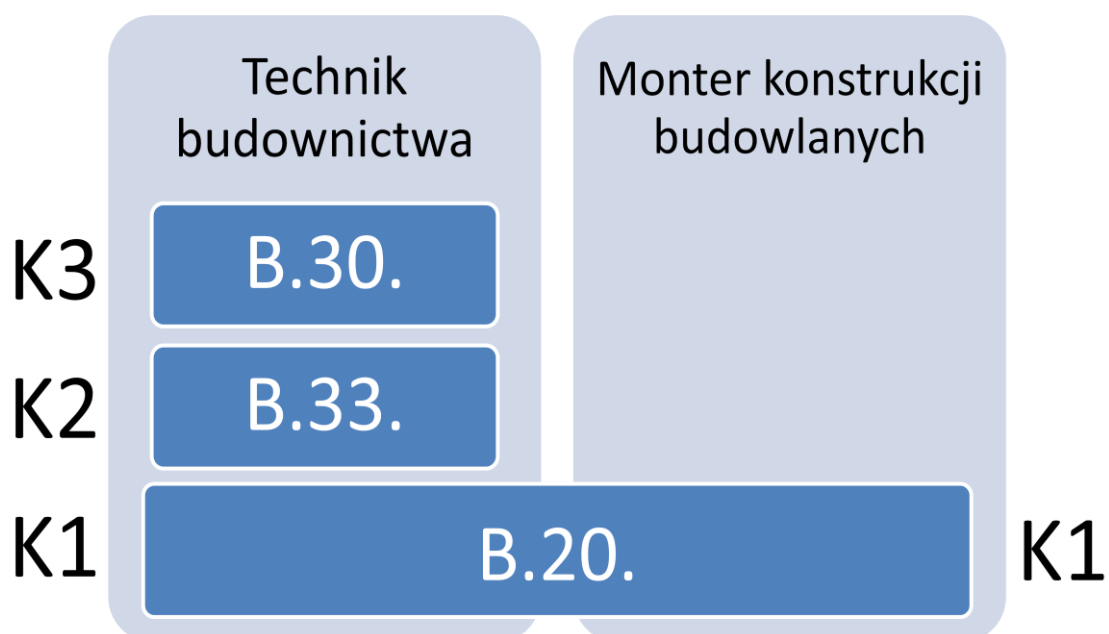 Technik
budownictwa
Monter konstrukcji
budowlanych
K3
B.30.
K2
B.33.
K1
B.20.
K1